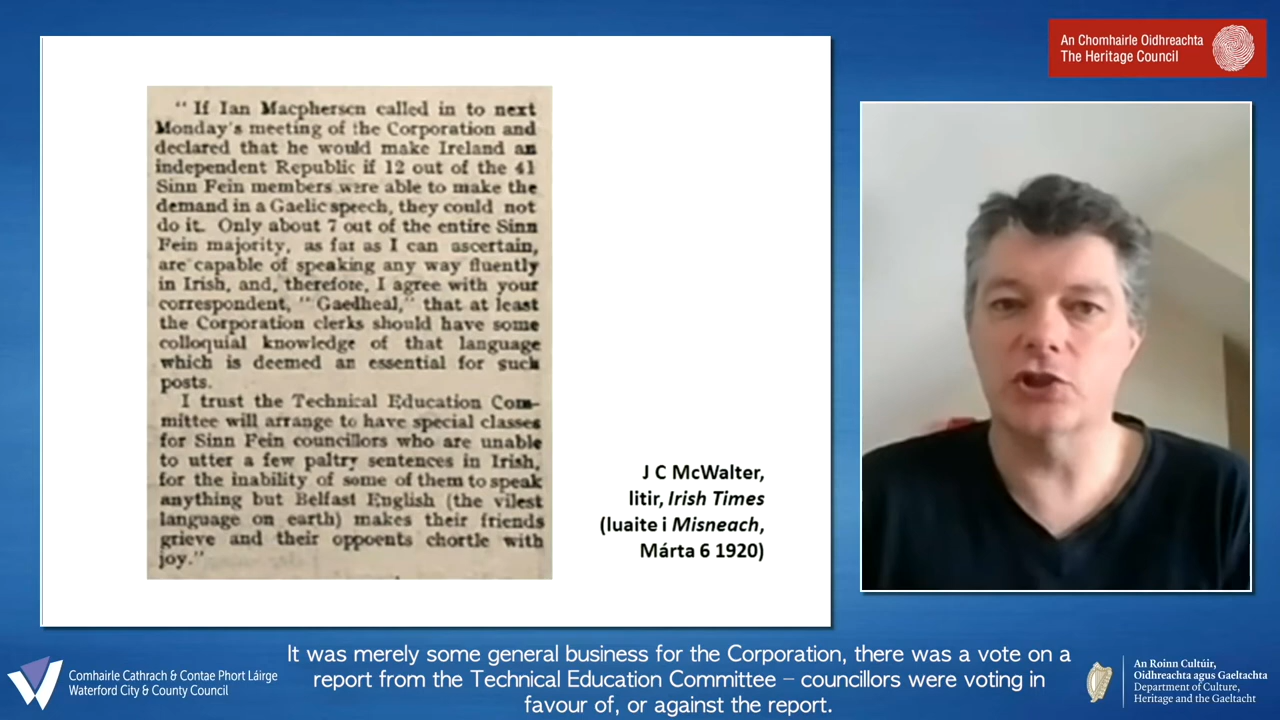 An Chomhairle Oidhreachta
The Heritage Council
“ If Ian Macphersen called in to next
Monday's meeting of the Corporation and
declared that he would make Ireland an
independent Republic if 12 out of the 41
Sinn Fein members were able to make the
demand in a Gaelic speech, they could not
do it. Only about 7 out of the entire Sinn
Fein majority, as far as I can ascertain,
are capable of speaking any way fluently
in Irish, and, therefore, I agree with your
correspondent, “ Gaedheal,” that at least
the Corporation clerks should have some
colloquial knowledge of that language
which is deemed an essential for such
posts.
I trust the Technical Education Com-
mittee will arrange to have special classes
for Sinn Fein councillors who are unable
to utter a few paltry sentences in Irish,
for the inability of some of them to speak
anything but Belfast English (the vilest
language on earth) makes their friends
grieve and their oppoents chortle with
joy.”
J C McWalter,
litir, Irish Times
(luaite i Misneach,
Márta 6 1920)
It was merely some general business for the Corporation, there was a vote on a
report from the Technical Education Committee – councillors were voting in
favour of, or against the report.
Comhairle Cathrach & Contae Phort Láirge
Waterford City & County Council
An Roinn Cultúir,
Oidhreachta agus Gaeltachta
Department of Culture,
Heritage and the Gaeltacht